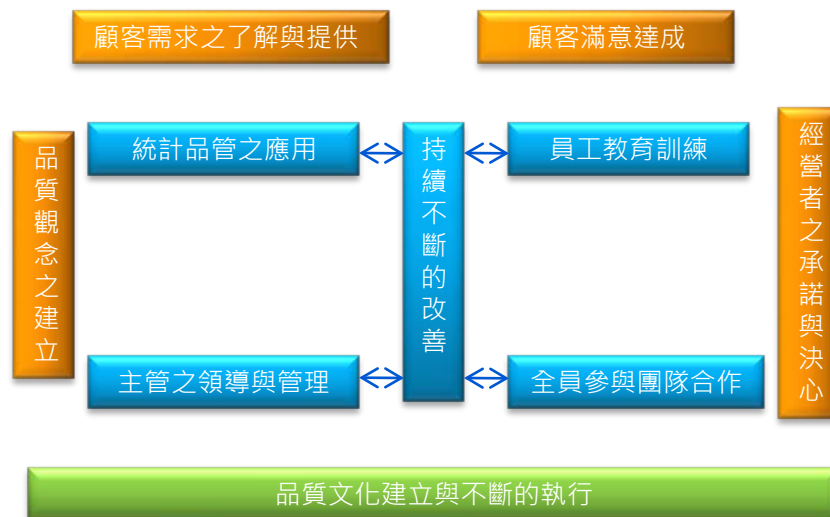 顧客需求之了解與提供
顧客滿意達成
品質觀念之建立
統計品管之應用
持續不斷的改善
員工教育訓練
經營者之承諾與決心
主管之領導與管理
全員參與團隊合作
品質文化建立與不斷的執行